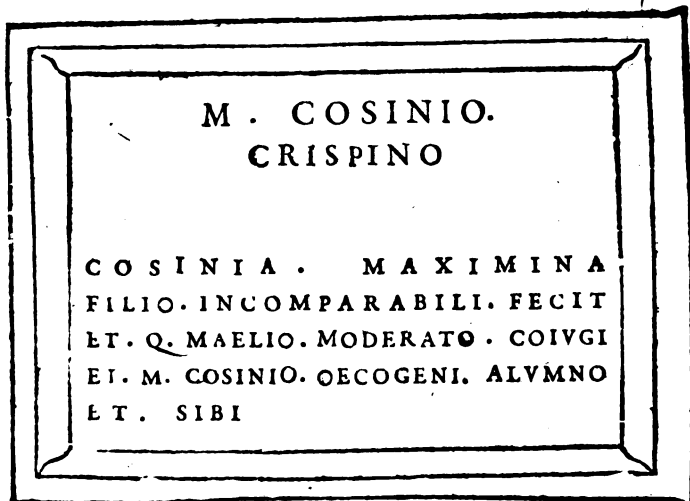 M . COSINIO.
CRISPINO
COSINIA . MAXIMINA
FILIO. INCOMPARABILI. FECIT
ET. Q. MAELIO. MODERATO . COIVGI
ET. M. COSINIO. OECOGENI. ALVMNO
ET. SIBI